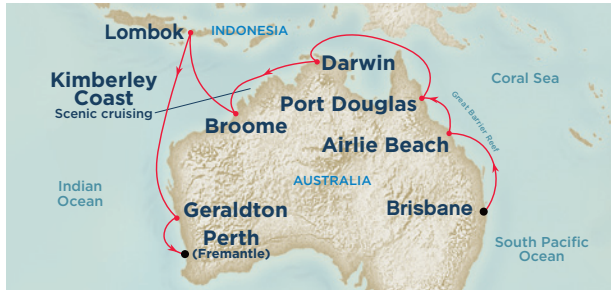 Lombok
INDONESIA
Darwin
Kimberley
Coast
Scenic cruising
Coral Sea
Port Douglas
Great Barrier Reef
Broome
Airlie Beach
Indian
Ocean
AUSTRALIA
Geraldton
Brisbane
Perth
(Fremantle)
South Pacific
Ocean